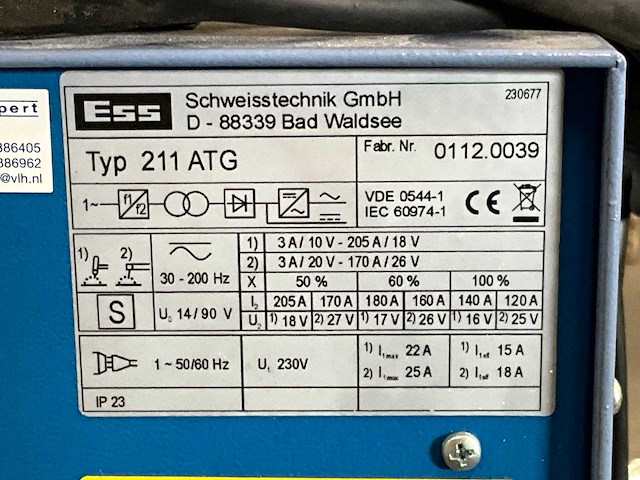 pert
386405
386962
@vlh.nl
ESS Schweisstechnik GmbH
D - 88339 Bad Waldsee
230677
Typ 211 ATG
Fabr. Nr. 0112.0039
1~ f1 f2
VDE 0544-1
IEC 60974-1
CE
1) 2)
30 - 200 Hz
1) 3 A / 10 V - 205 A / 18 V
2) 3 A / 20 V - 170 A / 26 V
X 50 % 60 % 100 %
S
U₀ 14 / 90 V
I₂ 205 A 170 A 180 A 160 A 140 A 120 A
U₂ 1) 18 V 2) 27 V 1) 17 V 2) 26 V 1) 16 V 2) 25 V
1 ~ 50/60 Hz
U₁ 230V
1) I1max 22 A
2) I1max 25 A
1) I1eff 15 A
2) I1eff 18 A
IP 23